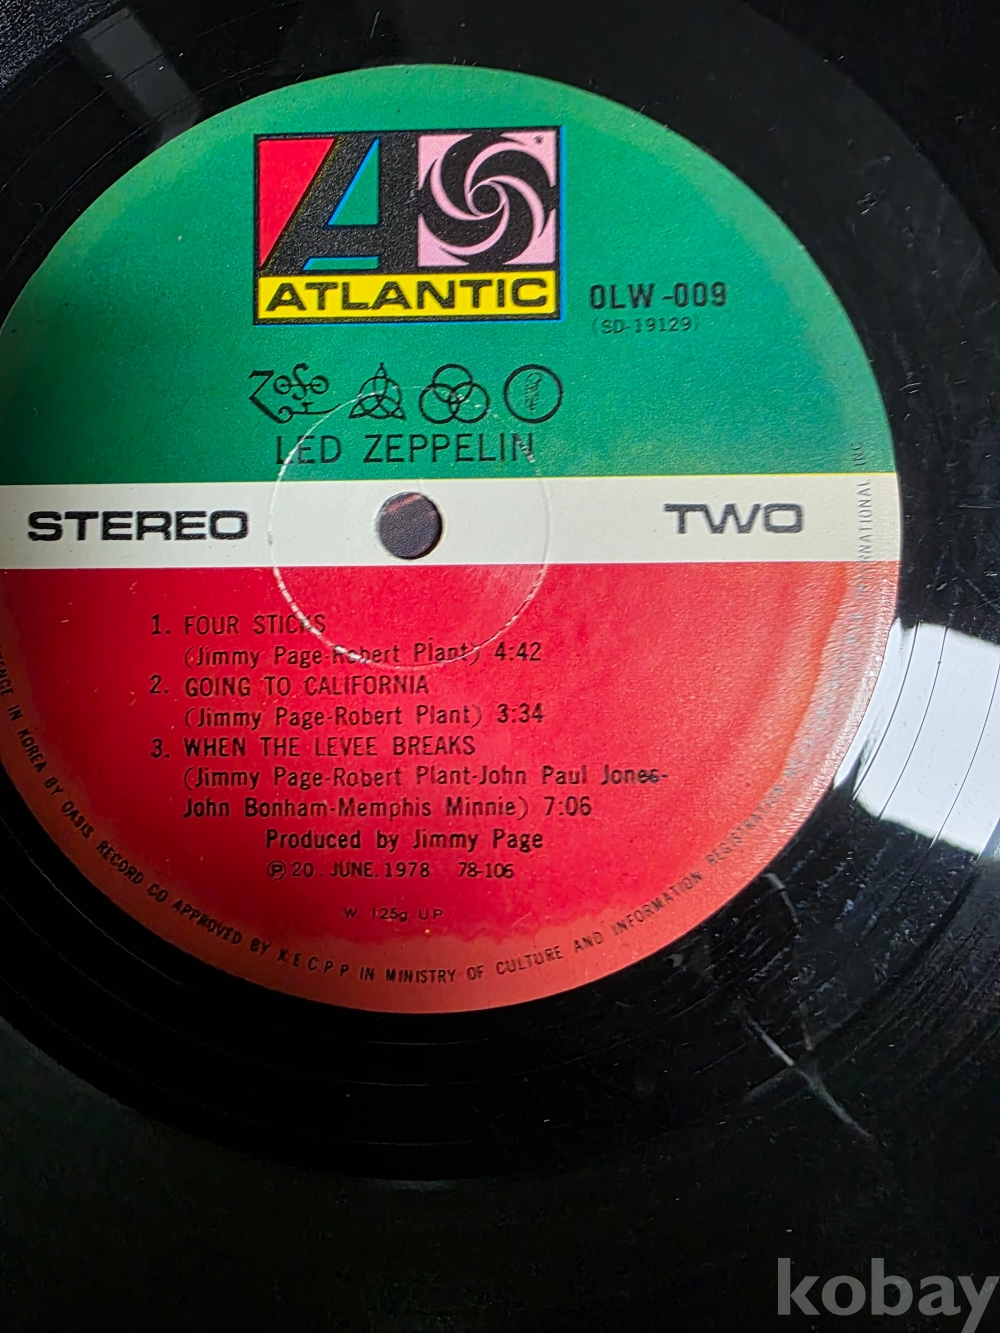 ATLANTIC
OLW-009
(SD-19129)
Zoso
LED ZEPPELIN
STEREO
TWO
1. FOUR STICKS
(Jimmy Page-Robert Plant) 4:42
2. GOING TO CALIFORNIA
(Jimmy Page-Robert Plant) 3:34
3. WHEN THE LEVEE BREAKS
(Jimmy Page-Robert Plant-John Paul Jones-
John Bonham-Memphis Minnie) 7:06
Produced by Jimmy Page
℗ 20 JUNE. 1978 78-106
W 125g U.P
IN KOREA BY OASIS RECORD CO APPROVED BY K E C P P IN MINISTRY OF CULTURE AND INFORMATION
INTERNATIONAL INC
kobay